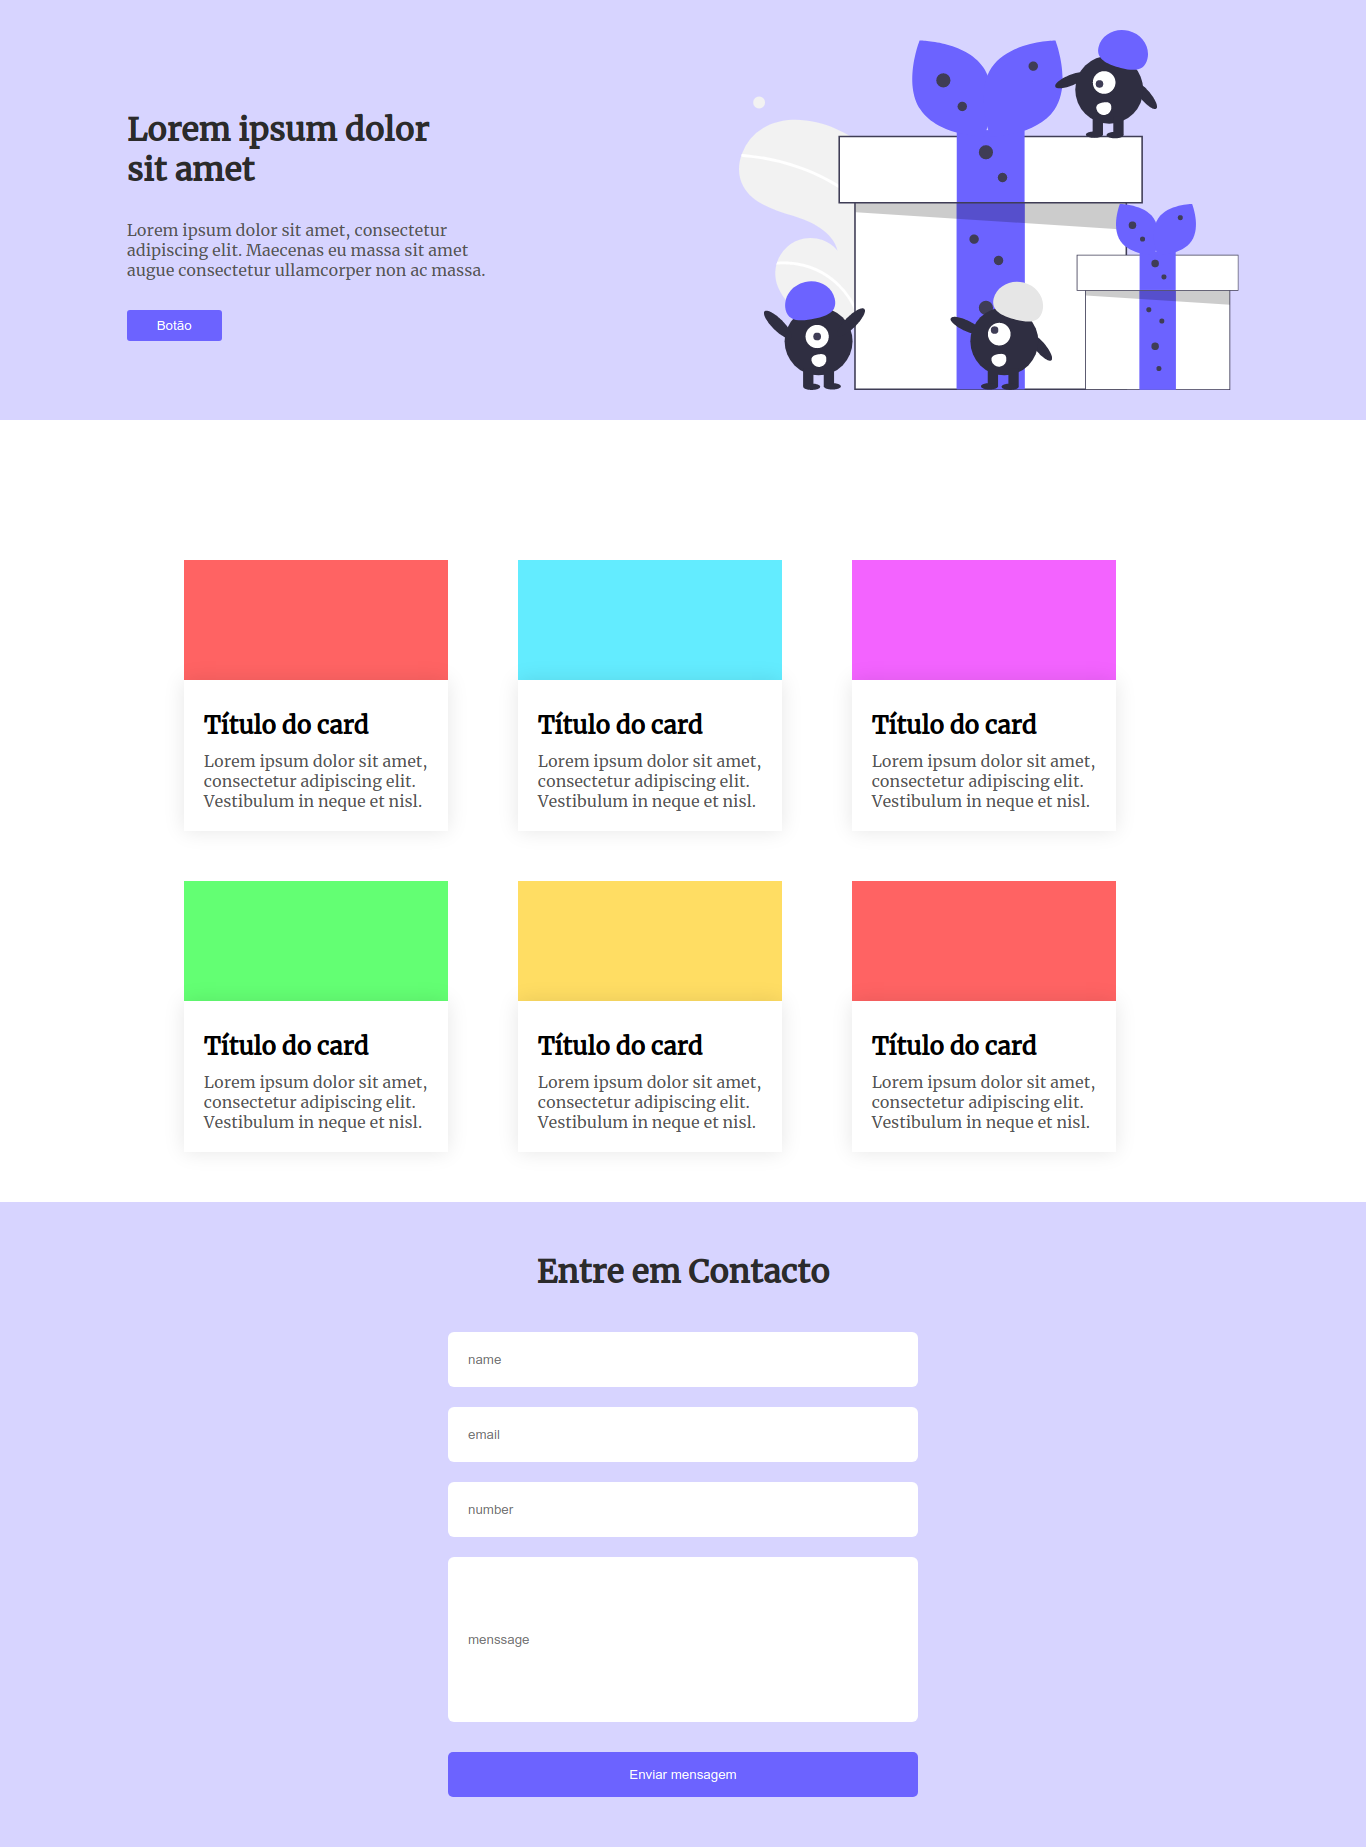 Lorem ipsum dolor
sit amet
Lorem ipsum dolor sit amet, consectetur
adipiscing elit. Maecenas eu massa sit amet
augue consectetur ullamcorper non ac massa.
Botão
Título do card
Lorem ipsum dolor sit amet,
consectetur adipiscing elit.
Vestibulum in neque et nisl.
Título do card
Lorem ipsum dolor sit amet,
consectetur adipiscing elit.
Vestibulum in neque et nisl.
Título do card
Lorem ipsum dolor sit amet,
consectetur adipiscing elit.
Vestibulum in neque et nisl.
Título do card
Lorem ipsum dolor sit amet,
consectetur adipiscing elit.
Vestibulum in neque et nisl.
Título do card
Lorem ipsum dolor sit amet,
consectetur adipiscing elit.
Vestibulum in neque et nisl.
Título do card
Lorem ipsum dolor sit amet,
consectetur adipiscing elit.
Vestibulum in neque et nisl.
Entre em Contacto
name
email
number
menssage
Enviar mensagem